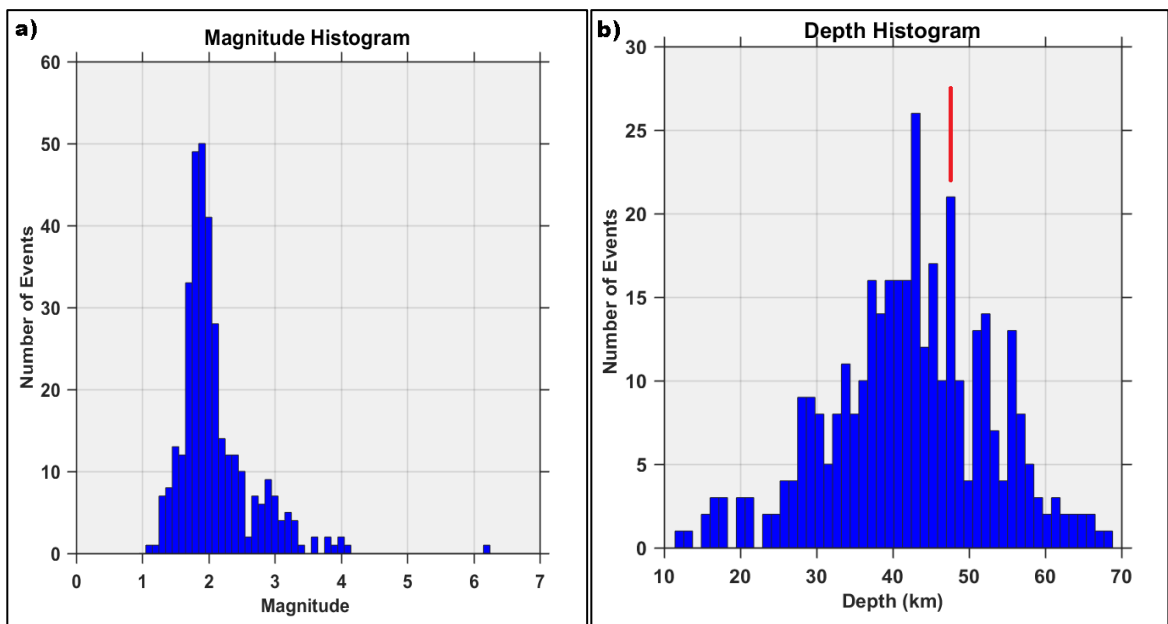 a)
Magnitude Histogram
60
50
40
30
20
10
0
Number of Events
0 1 2 3 4 5 6 7
Magnitude
b)
Depth Histogram
30
25
20
15
10
5
0
Number of Events
10 20 30 40 50 60 70
Depth (km)